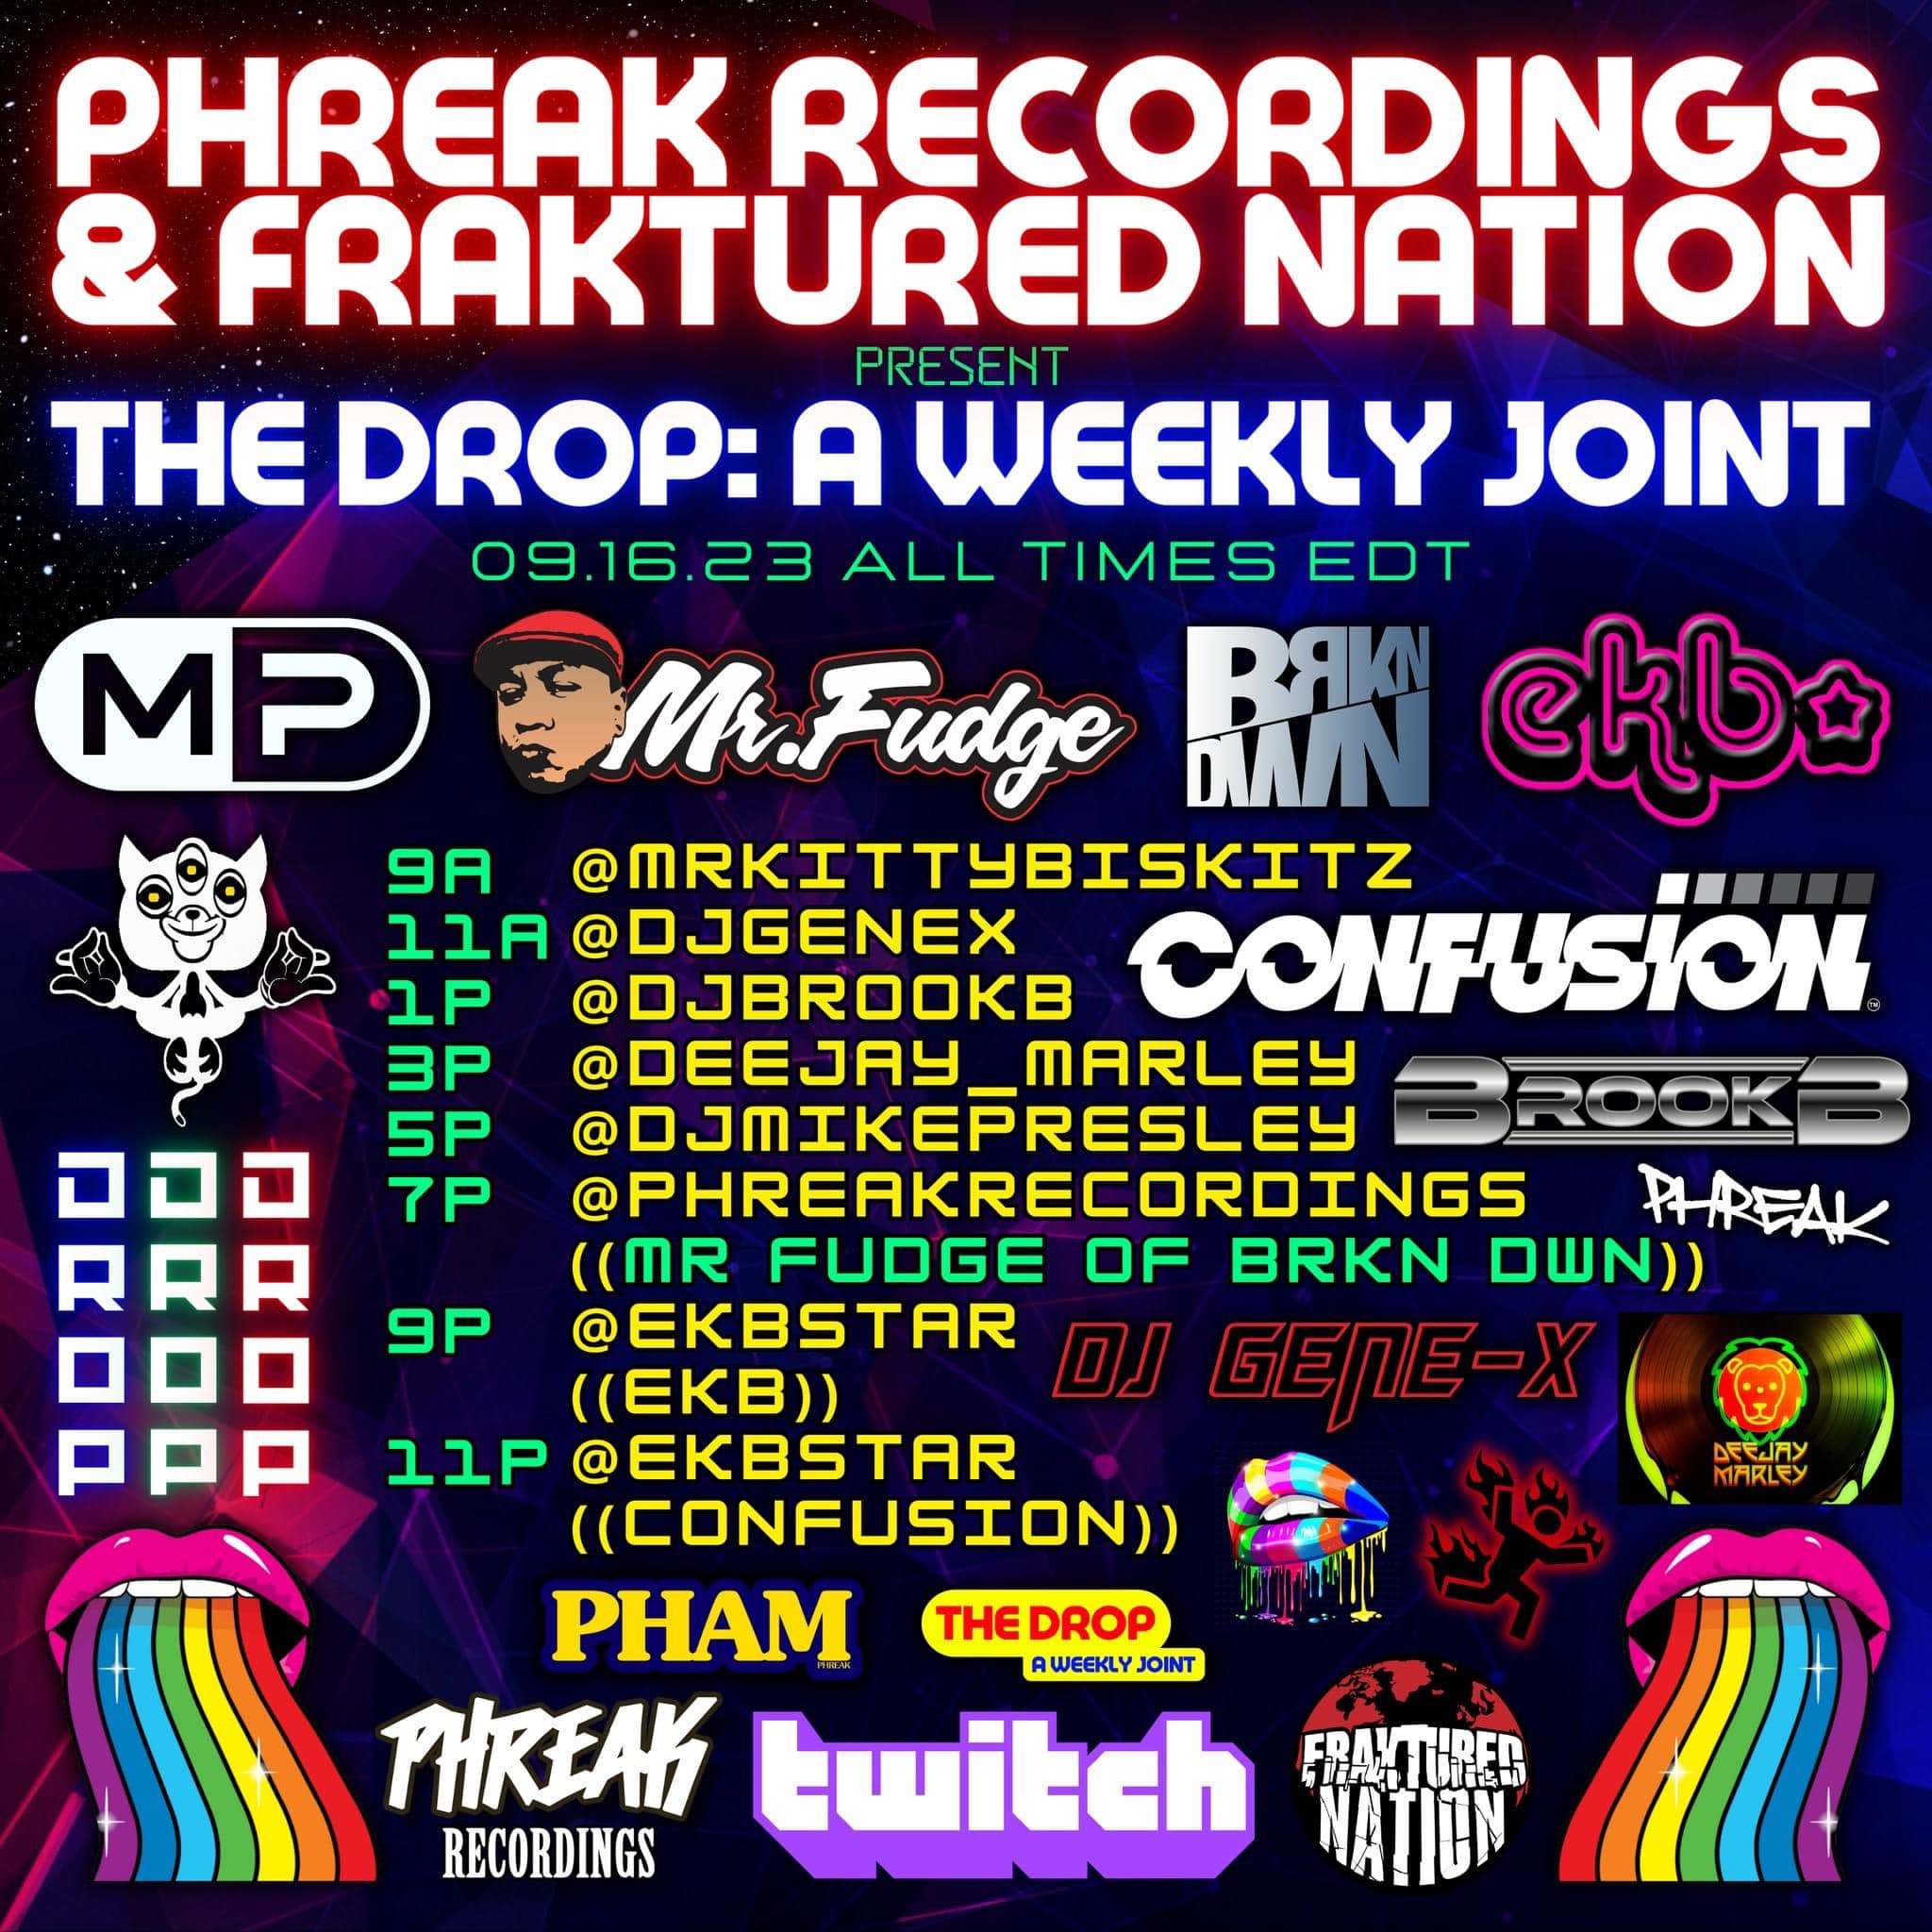 PHREAK RECORDINGS
& FRAKTURED NATION
PRESENT
THE DROP: A WEEKLY JOINT
09.16.23 ALL TIMES EDT
MP
Mr. Fudge
BRKN
DWN
ekb
9A @MRKITTYBISKITZ
11A @DJGENEX
1P @DJBROOKB
CONFUSION
TM
3P @DEEJAY_MARLEY
BROOKB
5P @DJMIKEPRESLEY
7P @PHREAKRECORDINGS
PHREAK
((MR FUDGE OF BRKN DWN))
9P @EKBSTAR
((EKB))
DJ GENE-X
DEEJAY
MARLEY
11P @EKBSTAR
((CONFUSION))
D D D
R R R
O O O
P P P
PHAM
PHREAK
THE DROP
A WEEKLY JOINT
PHREAK
RECORDINGS
twitch
FRAKTURED
NATION